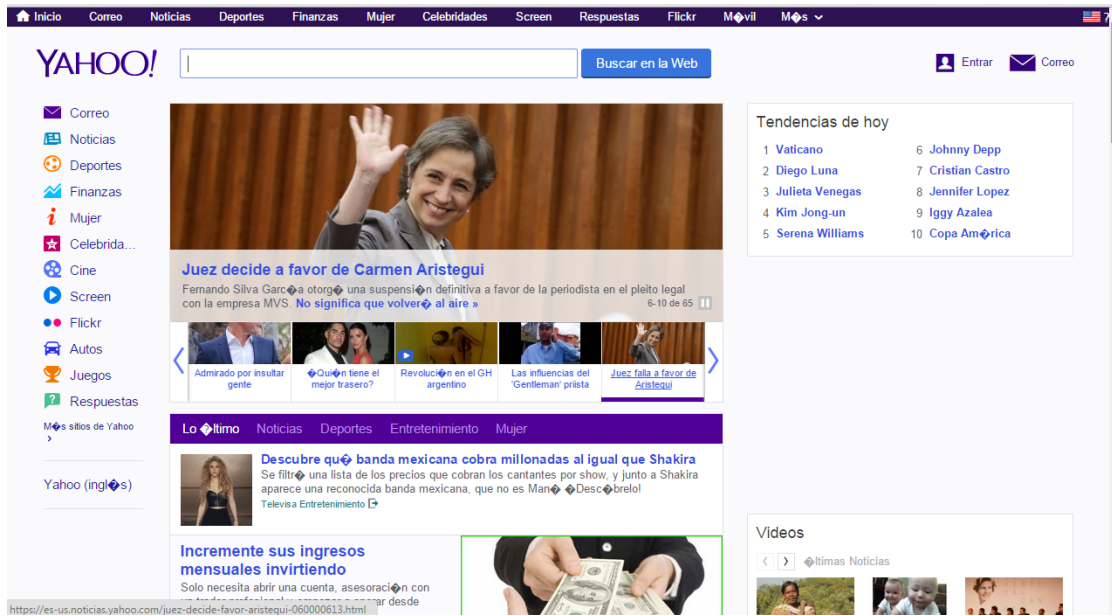 Inicio Correo Noticias Deportes Finanzas Mujer Celebridades Screen Respuestas Flickr M�vil M�s
YAHOO!
Buscar en la Web
Entrar Correo
Correo
Noticias
Deportes
Finanzas
Mujer
Celebrida...
Cine
Screen
Flickr
Autos
Juegos
Respuestas
M�s sitios de Yahoo
>
Yahoo (ingl�s)
Juez decide a favor de Carmen Aristegui
Fernando Silva Garc�a otorg� una suspensi�n definitiva a favor de la periodista en el pleito legal
con la empresa MVS. No significa que volver� al aire »
6-10 de 65
Admirado por insultar
gente
�Qui�n tiene el
mejor trasero?
Revoluci�n en el GH
argentino
Las influencias del
'Gentleman' priista
Juez falla a favor de
Aristegui
Lo �ltimo Noticias Deportes Entretenimiento Mujer
Descubre qu� banda mexicana cobra millonadas al igual que Shakira
Se filtr� una lista de los precios que cobran los cantantes por show, y junto a Shakira
aparece una reconocida banda mexicana, que no es Man� �Desc�brelo!
Televisa Entretenimiento
Incremente sus ingresos
mensuales invirtiendo
Solo necesita abrir una cuenta, asesoraci�n con
desde
https://es-us.noticias.yahoo.com/juez-decide-favor-aristegui-060000613.html
Tendencias de hoy
1 Vaticano
2 Diego Luna
3 Julieta Venegas
4 Kim Jong-un
5 Serena Williams
6 Johnny Depp
7 Cristian Castro
8 Jennifer Lopez
9 Iggy Azalea
10 Copa Am�rica
Videos
�ltimas Noticias